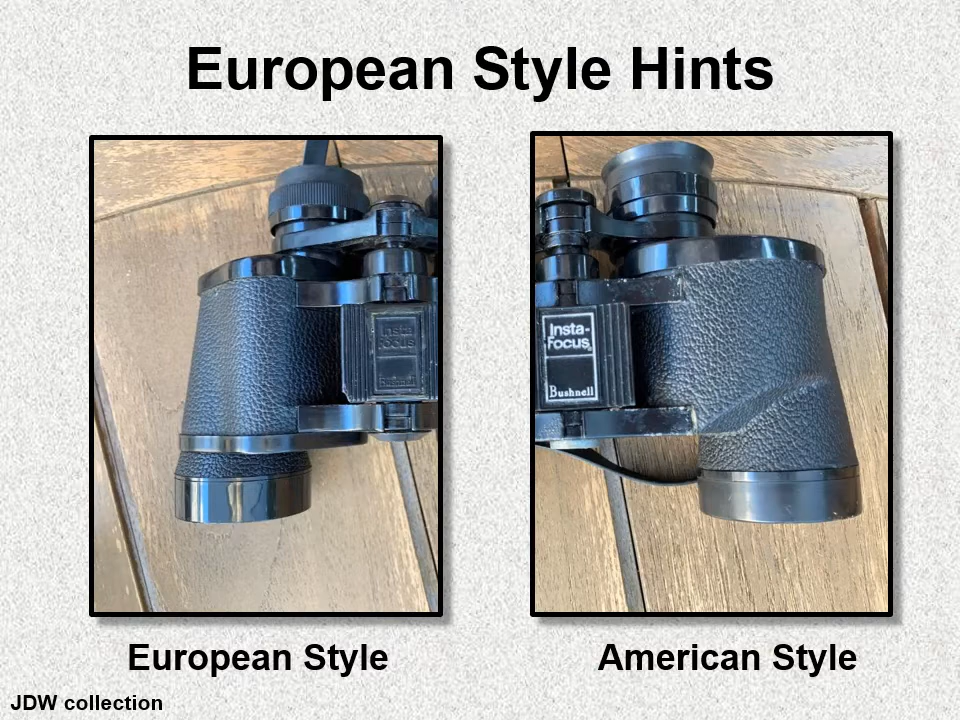 European Style Hints
Insta
Focus
Bushnell
Insta-
Focus®
Bushnell
European Style
American Style
JDW collection